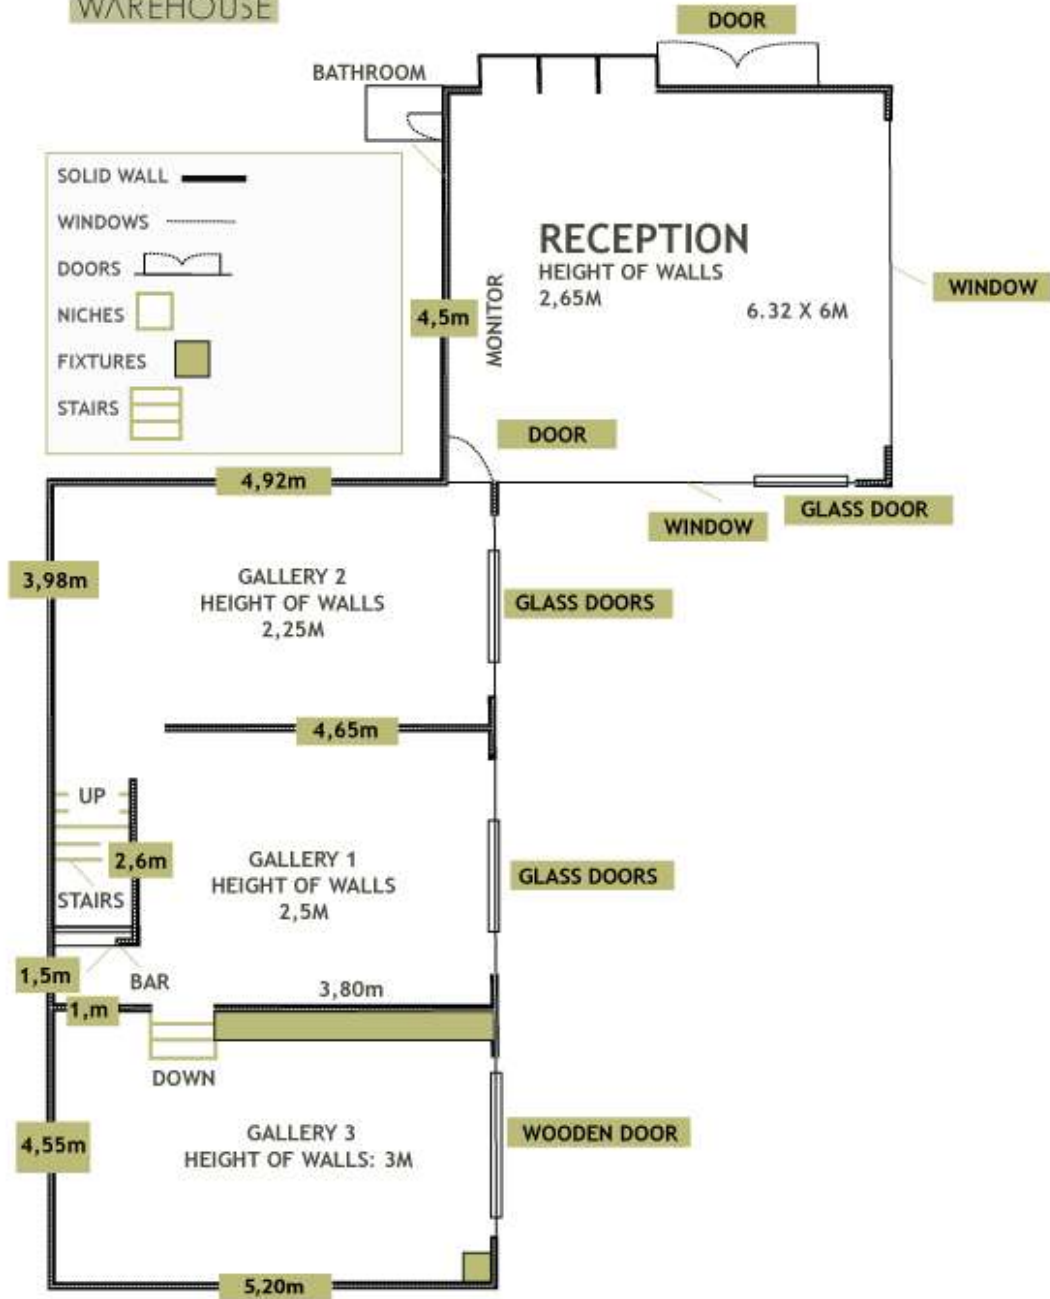 WAREHOUSE
DOOR
BATHROOM
SOLID WALL
WINDOWS
DOORS
NICHES
FIXTURES
STAIRS
RECEPTION
HEIGHT OF WALLS
2,65M
6.32 X 6M
MONITOR
4,5m
WINDOW
DOOR
4,92m
WINDOW
GLASS DOOR
3,98m
GALLERY 2
HEIGHT OF WALLS
2,25M
GLASS DOORS
4,65m
UP
2,6m
STAIRS
GALLERY 1
HEIGHT OF WALLS
2,5M
GLASS DOORS
1,5m
BAR
3,80m
1,m
DOWN
4,55m
GALLERY 3
HEIGHT OF WALLS: 3M
WOODEN DOOR
5,20m